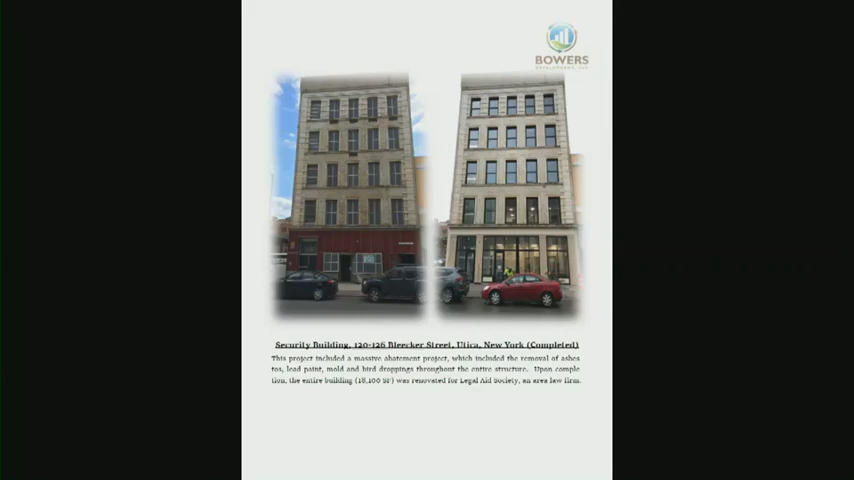 BOWERS
DEVELOPMENT, LLC
Security Building, 120-126 Bleecker Street, Utica, New York (Completed)
This project included a massive abatement project, which included the removal of asbes
tos, lead paint, mold and bird droppings throughout the entire structure. Upon comple
tion, the entire building (18,100 SF) was renovated for Legal Aid Society, an area law firm.